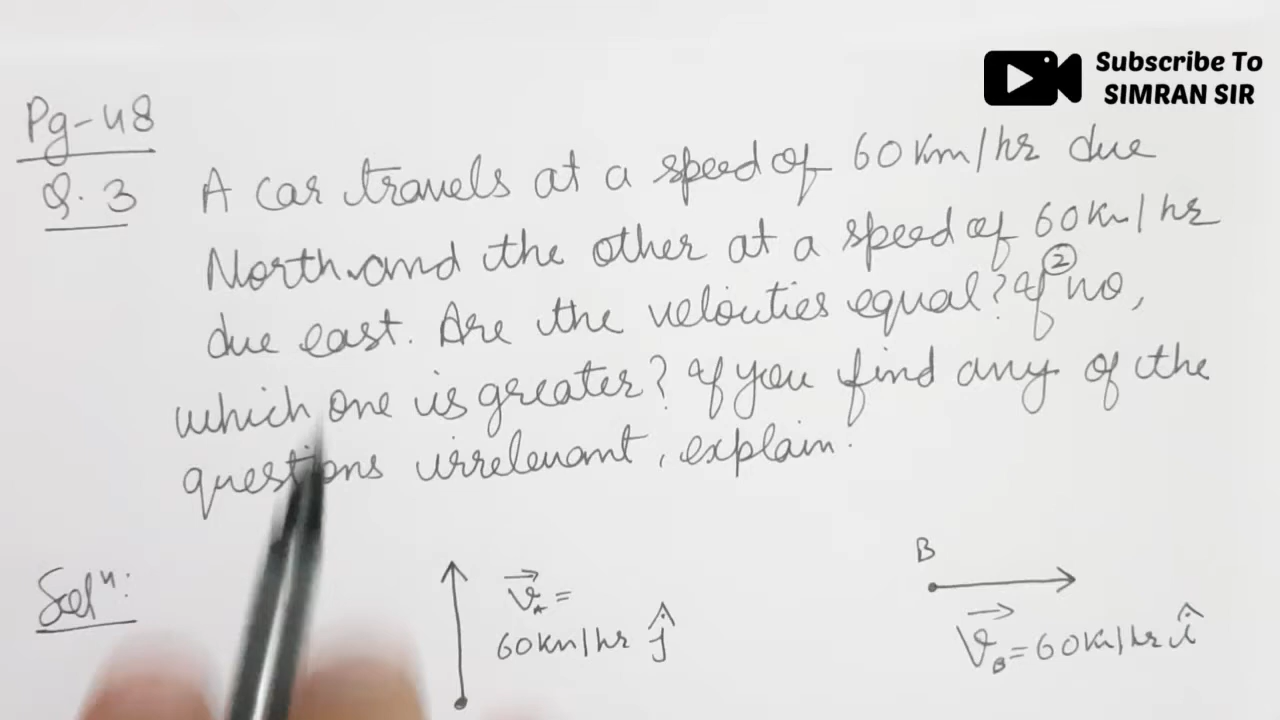 Subscribe To
SIMRAN SIR
Pg-48
Q.3 A car travels at a speed of 60 km/hr due
North and the other at a speed of 60 km/hr
due east. Are the velocities equal? If ② no,
which one is greater? If you find any of the
questions irrelevant, explain.
Solⁿ:
V⃗A =
60 km/hr ĵ
B
V⃗B = 60 km/hr î